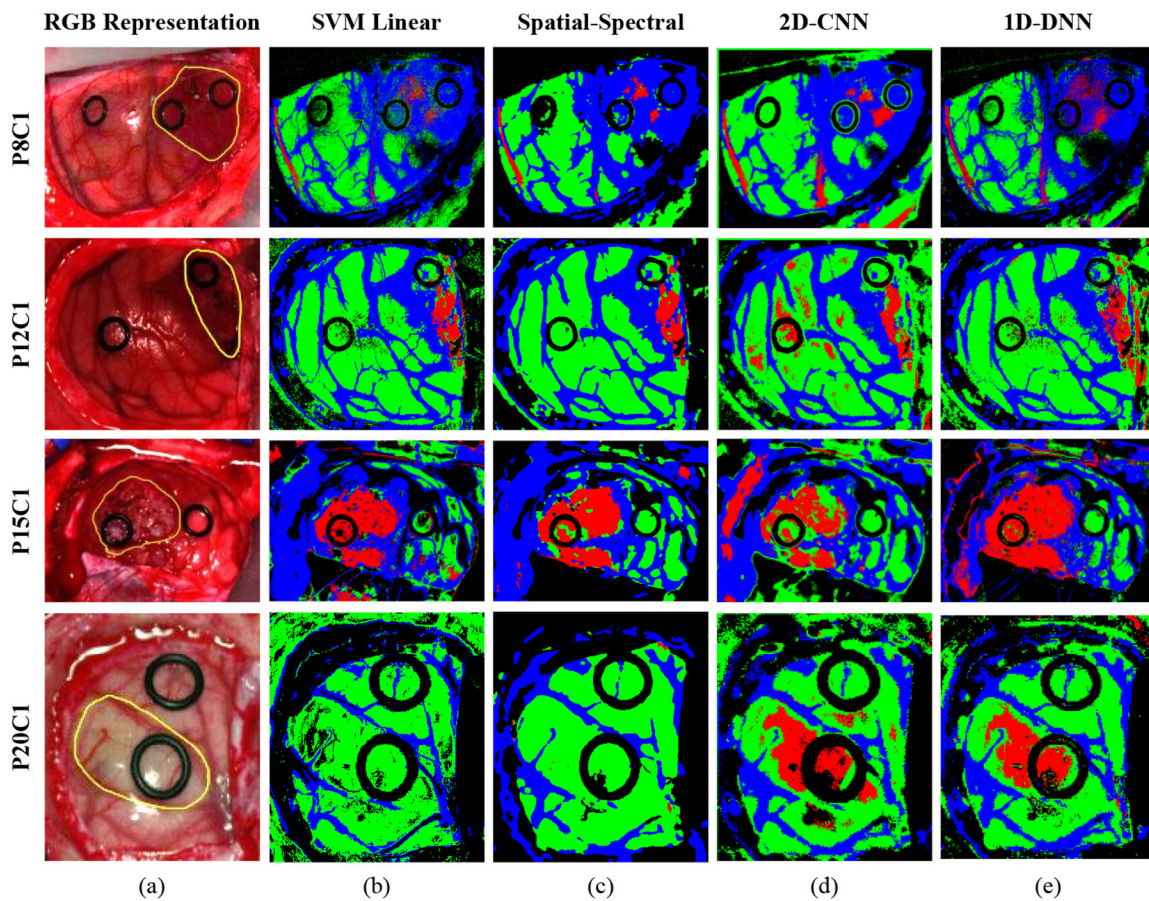 RGB Representation SVM Linear Spatial-Spectral 2D-CNN 1D-DNN
P8C1
P12C1
P15C1
P20C1
(a) (b) (c) (d) (e)